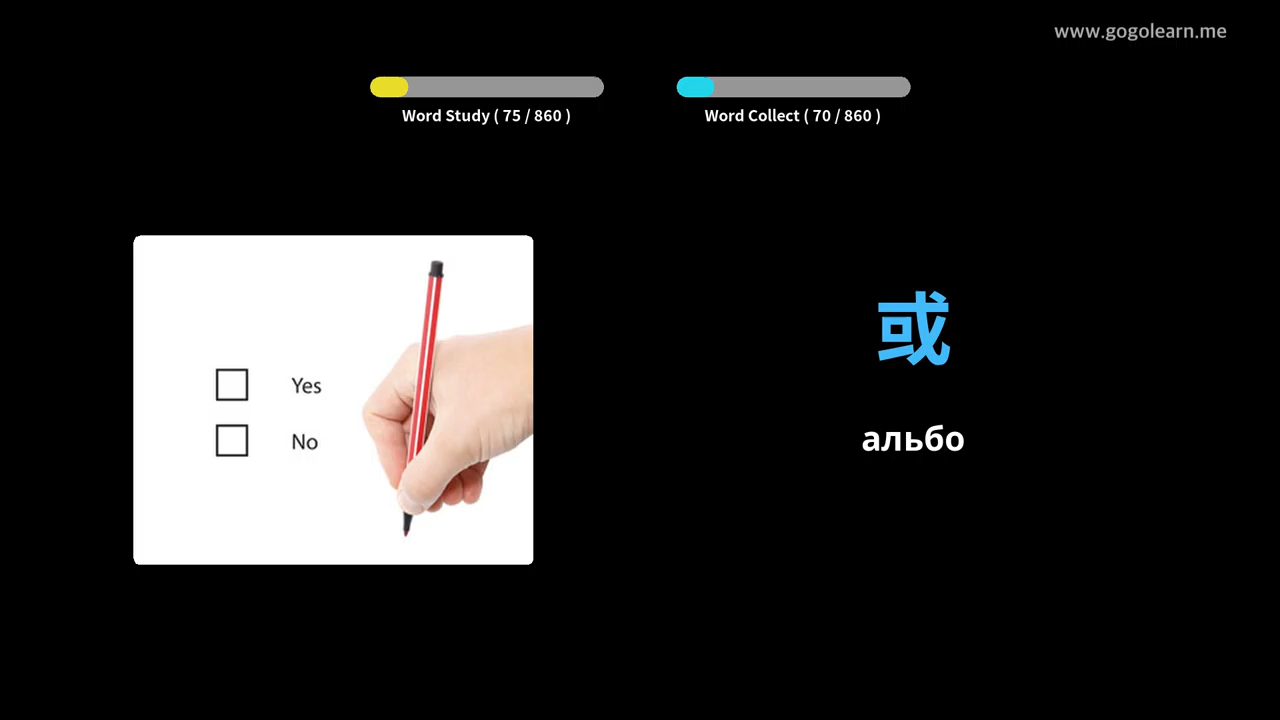 www.gogolearn.me
Word Study ( 75 / 860 )
Word Collect ( 70 / 860 )
Yes
No
或
альбо